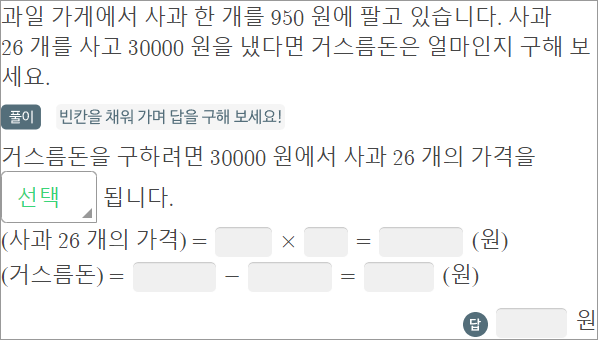 과일 가게에서 사과 한 개를 950 원에 팔고 있습니다. 사과
26 개를 사고 30000 원을 냈다면 거스름돈은 얼마인지 구해 보
세요.
풀이 빈칸을 채워 가며 답을 구해 보세요!
거스름돈을 구하려면 30000 원에서 사과 26 개의 가격을
선택 됩니다.
(사과 26 개의 가격) = × = (원)
(거스름돈) = − = (원)
답 원